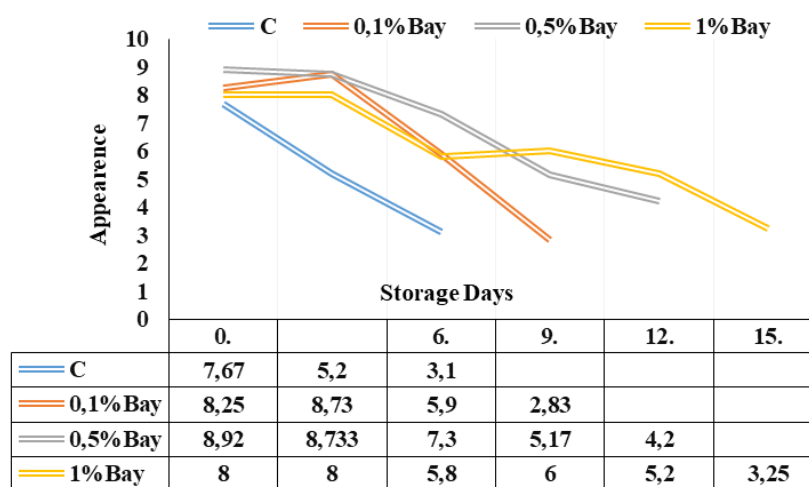 C 0,1%Bay 0,5%Bay 1%Bay
10
9
8
7
6
5
4
3
2
1
0
Appearence
Storage Days
0. 6. 9. 12. 15.
C 7,67 5,2 3,1
0,1%Bay 8,25 8,73 5,9 2,83
0,5%Bay 8,92 8,733 7,3 5,17 4,2
1%Bay 8 8 5,8 6 5,2 3,25